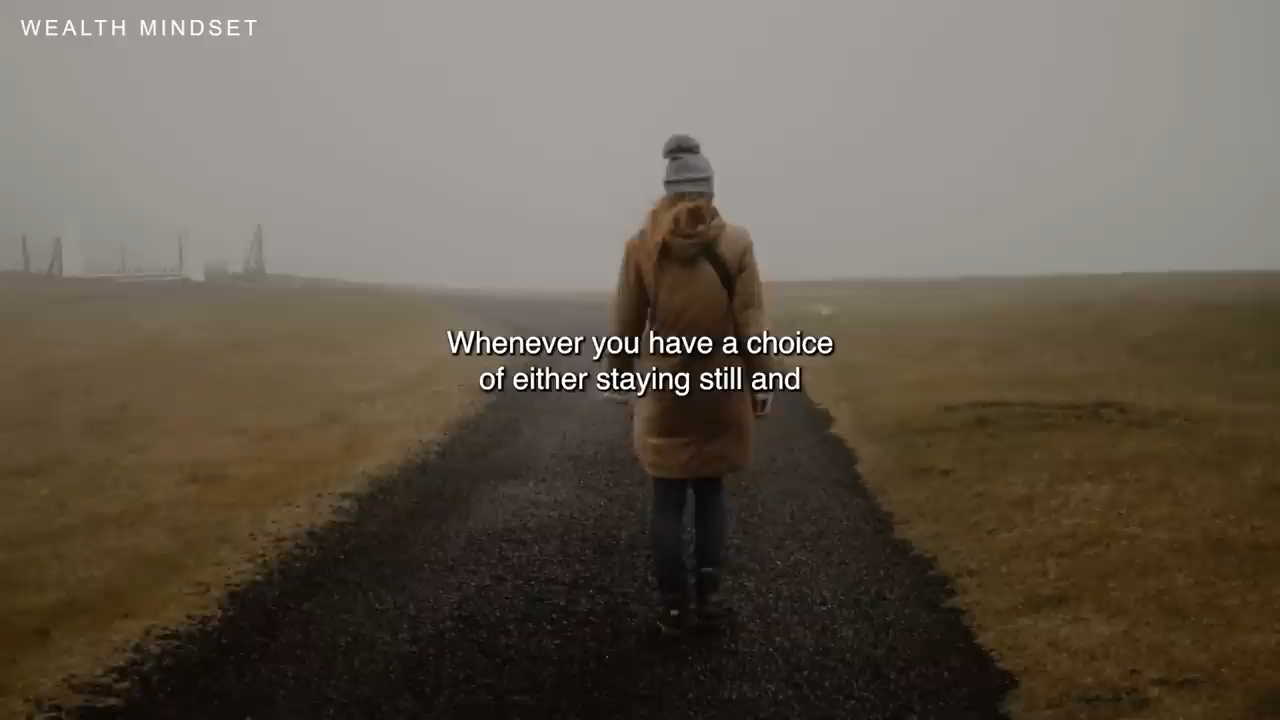 WEALTH MINDSET
Whenever you have a choice
of either staying still and